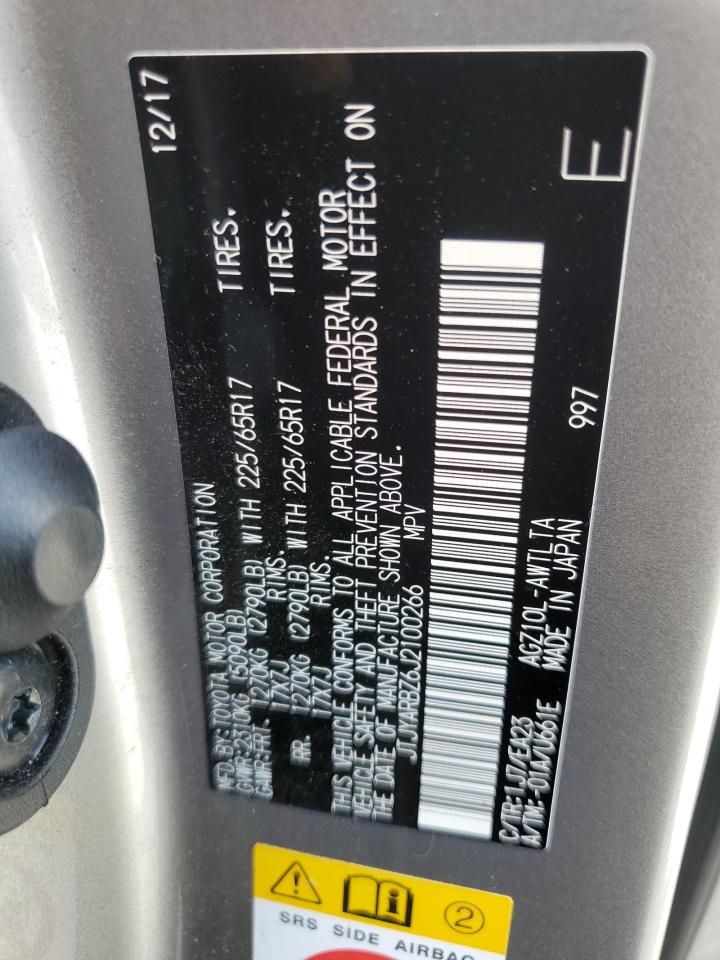 MFD BY: TOYOTA MOTOR CORPORATION 12/17
GVWR 2310KG (5090LB)
GAWR FRT- 1270KG (2790LB) WITH 225/65R17 TIRES.
17X7J RIMS.
RR- 1270KG (2790LB) WITH 225/65R17 TIRES.
17X7J RIMS.
THIS VEHICLE CONFORMS TO ALL APPLICABLE FEDERAL MOTOR
VEHICLE SAFETY AND THEFT PREVENTION STANDARDS IN EFFECT ON
THE DATE OF MANUFACTURE SHOWN ABOVE.
JTJYARBZ6J2100266 MPV
997
C/TR: 1J7/EA23 AGZ10L-AWTLTA
A/TM: -01A/U661E MADE IN JAPAN
E
2
SRS SIDE AIRBAG